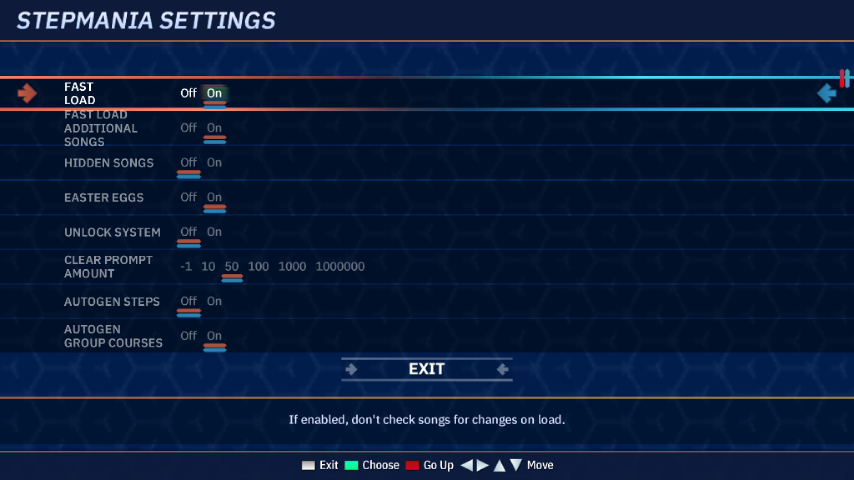 STEPMANIA SETTINGS
FAST
LOAD
Off On
FAST LOAD
ADDITIONAL
SONGS
Off On
HIDDEN SONGS Off On
EASTER EGGS Off On
UNLOCK SYSTEM Off On
CLEAR PROMPT
AMOUNT
-1 10 50 100 1000 1000000
AUTOGEN STEPS Off On
AUTOGEN
GROUP COURSES
Off On
EXIT
If enabled, don't check songs for changes on load.
Exit Choose Go Up Move